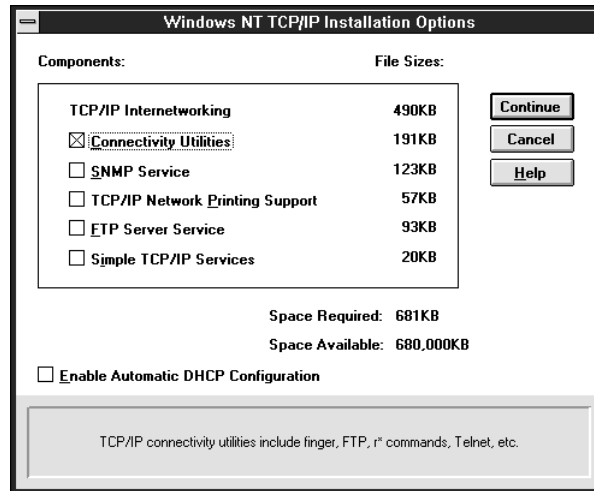 Windows NT TCP/IP Installation Options
Components: File Sizes:
TCP/IP Internetworking 490KB Continue
Connectivity Utilities 191KB Cancel
SNMP Service 123KB Help
TCP/IP Network Printing Support 57KB
FTP Server Service 93KB
Simple TCP/IP Services 20KB
Space Required: 681KB
Space Available: 680,000KB
Enable Automatic DHCP Configuration
TCP/IP connectivity utilities include finger, FTP, r* commands, Telnet, etc.